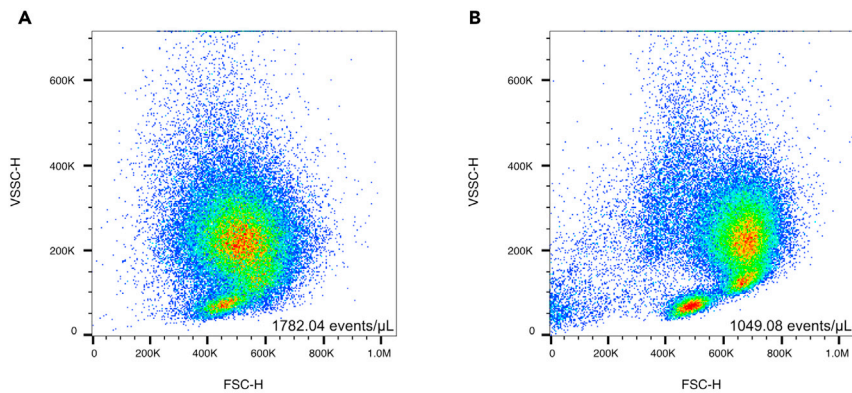 A
B
600K
400K
200K
0
VSSC-H
1782.04 events/µL
0
200K
400K
600K
800K
1.0M
FSC-H
600K
400K
200K
0
VSSC-H
1049.08 events/µL
0
200K
400K
600K
800K
1.0M
FSC-H